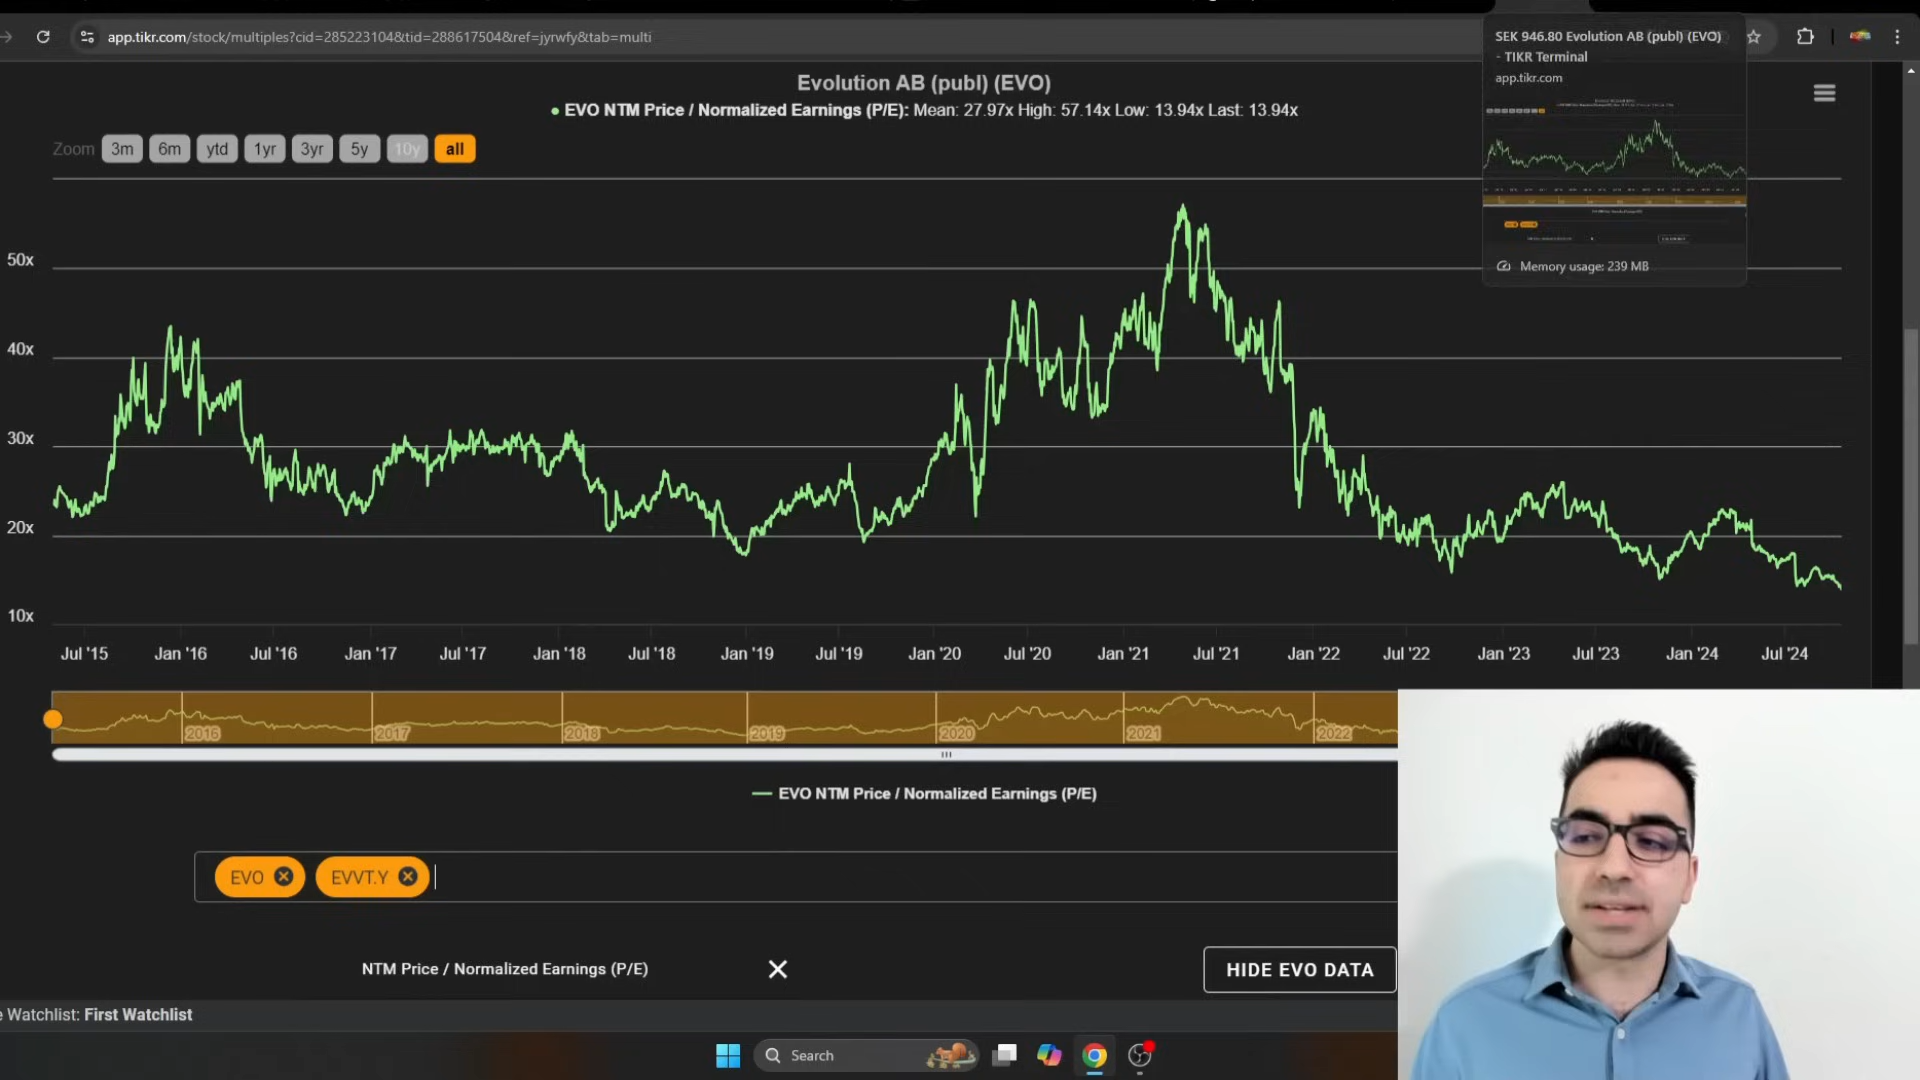 app.tikr.com/stock/multiples?cid=285223104&tid=288617504&ref=jyrwfy&tab=multi
SEK 946.80 Evolution AB (publ) (EVO)
- TIKR Terminal
app.tikr.com
Memory usage: 239 MB
Evolution AB (publ) (EVO)
EVO NTM Price / Normalized Earnings (P/E): Mean: 27.97x High: 57.14x Low: 13.94x Last: 13.94x
Zoom 3m 6m ytd 1yr 3yr 5y 10y all
50x
40x
30x
20x
10x
Jul '15 Jan '16 Jul '16 Jan '17 Jul '17 Jan '18 Jul '18 Jan '19 Jul '19 Jan '20 Jul '20 Jan '21 Jul '21 Jan '22 Jul '22 Jan '23 Jul '23 Jan '24 Jul '24
2016 2017 2018 2019 2020 2021 2022
EVO NTM Price / Normalized Earnings (P/E)
EVO EVVT.Y
NTM Price / Normalized Earnings (P/E)
HIDE EVO DATA
e Watchlist: First Watchlist
Search